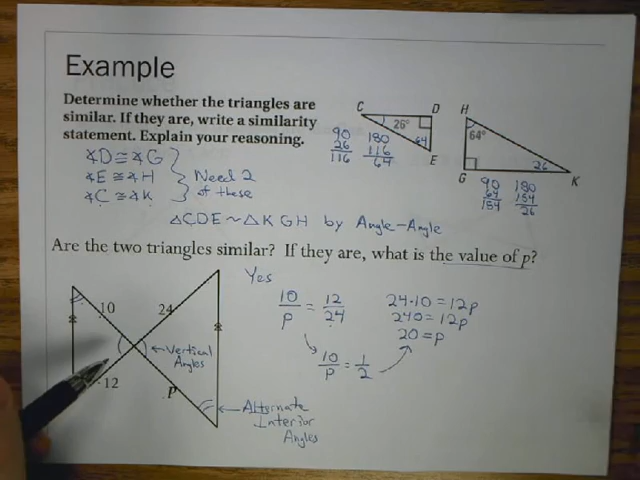 Example
Determine whether the triangles are
similar. If they are, write a similarity
statement. Explain your reasoning.
C
D
26°
64
E
90
26
116
180
116
64
H
64°
26
G
K
90
64
154
180
154
26
∡D≅∡G
∡E≅∡H
∡C≅∡K
Need 2
of these
△CDE ~ △KGH by Angle-Angle
Are the two triangles similar? If they are, what is the value of p?
Yes
10
24
12
p
Vertical
Angles
Alternate
Interior
Angles
10/p = 12/24
10/p = 1/2
24·10 = 12p
240 = 12p
20 = p